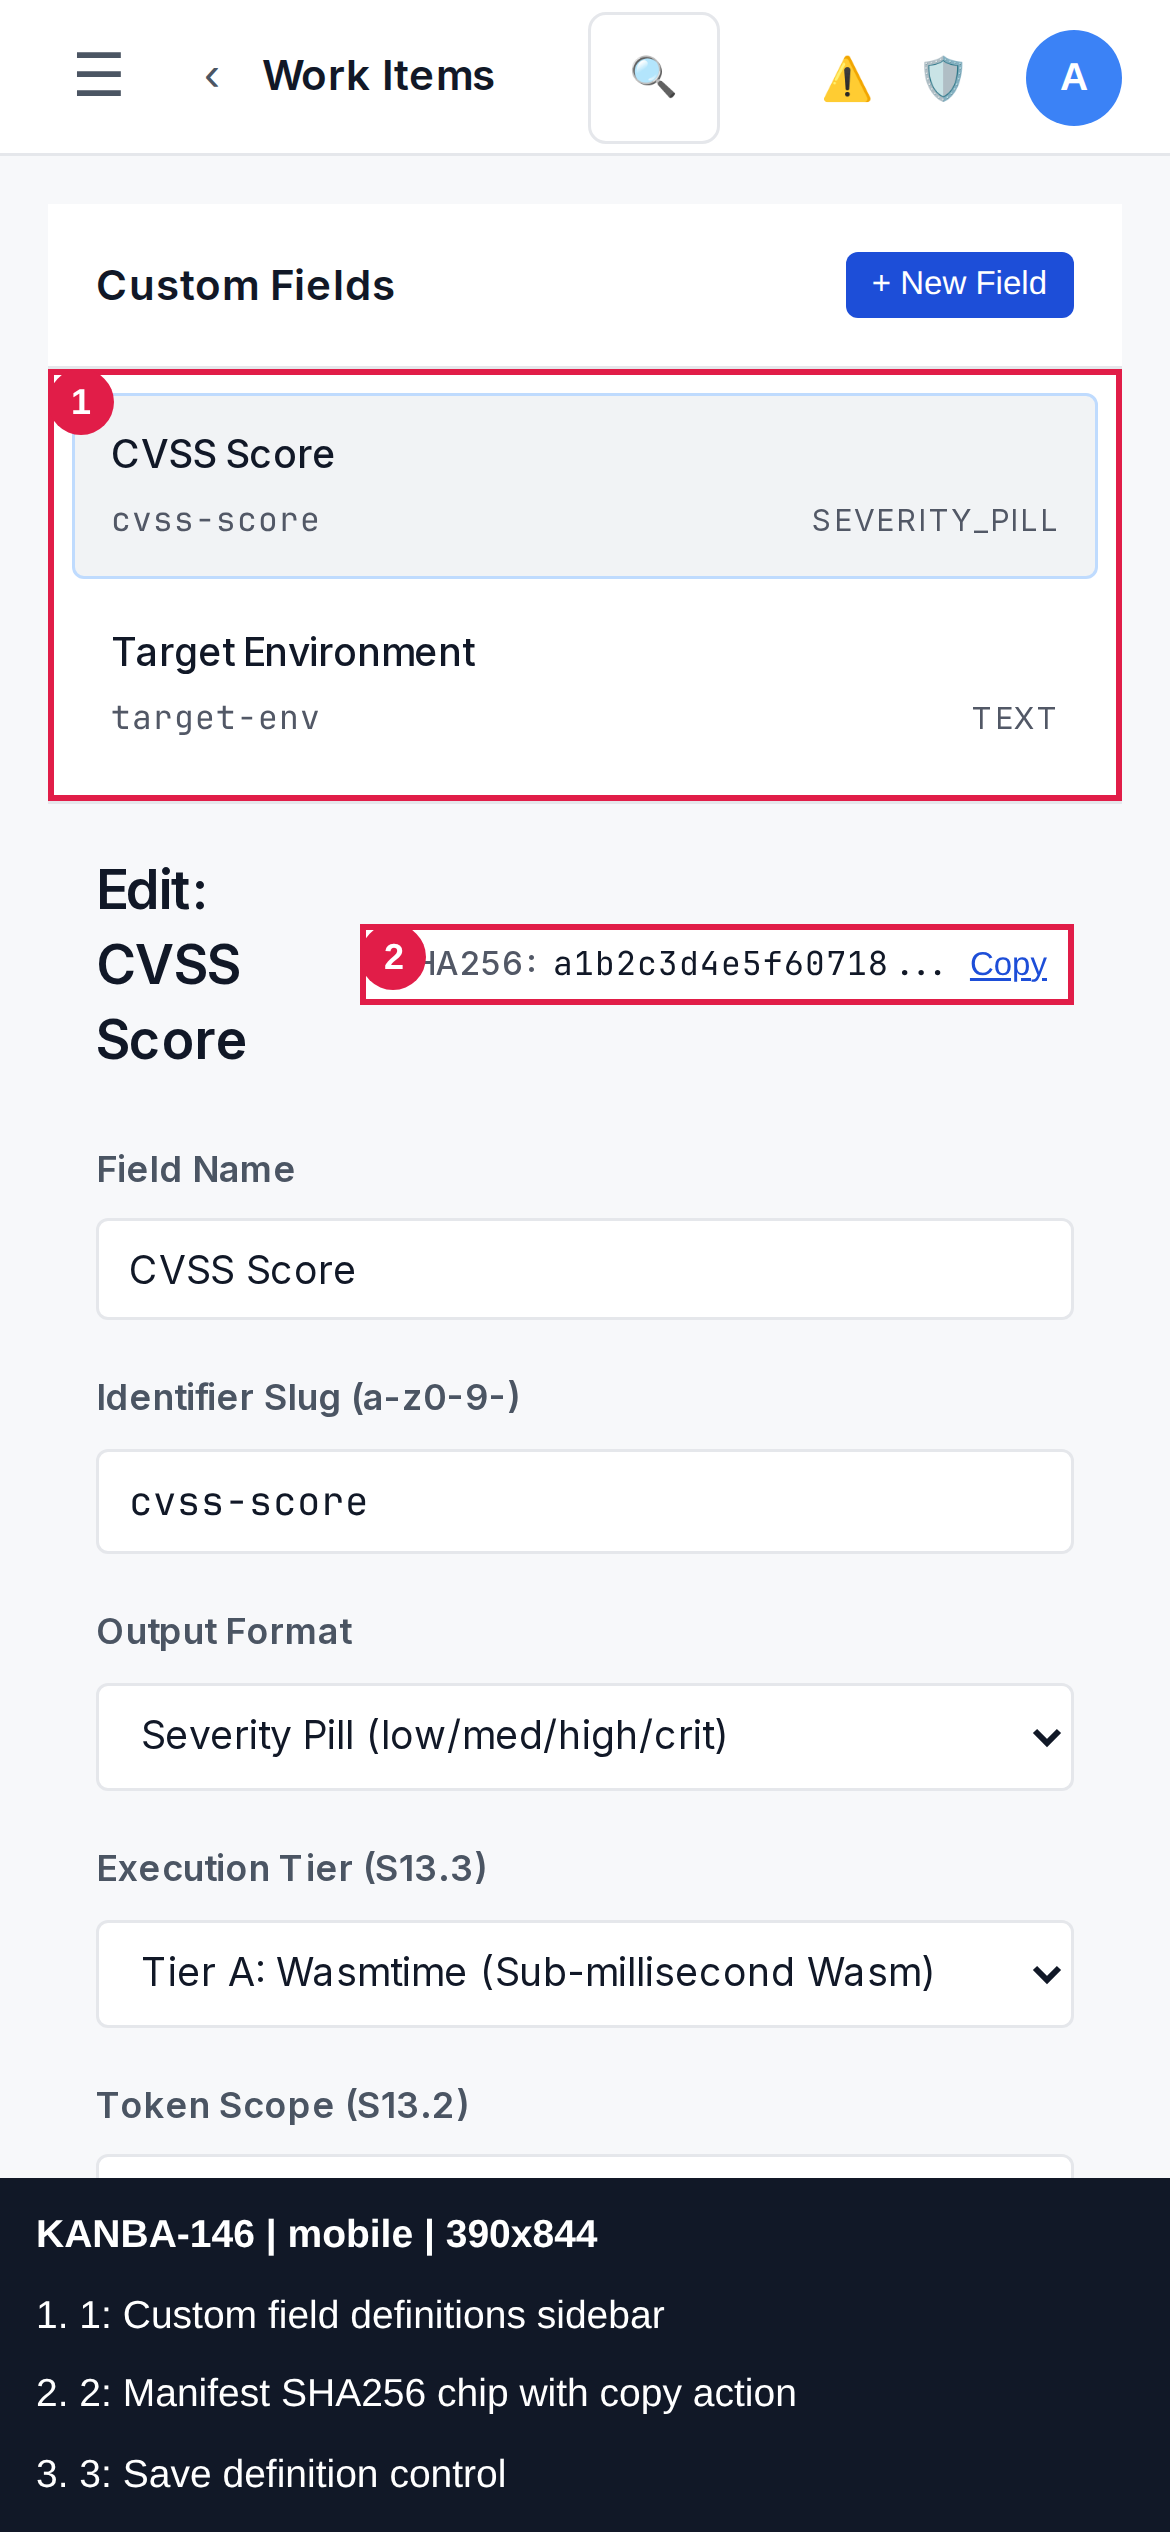 ☰ ‹ Work Items 🔍 ⚠️ 🛡️ A
Custom Fields
+ New Field
1
CVSS Score
cvss-score SEVERITY_PILL
Target Environment
target-env TEXT
Edit:
CVSS
Score
2 HA256: a1b2c3d4e5f60718... Copy
Field Name
CVSS Score
Identifier Slug (a-z0-9-)
cvss-score
Output Format
Severity Pill (low/med/high/crit)
Execution Tier (S13.3)
Tier A: Wasmtime (Sub-millisecond Wasm)
Token Scope (S13.2)
KANBA-146 | mobile | 390x844
1. 1: Custom field definitions sidebar
2. 2: Manifest SHA256 chip with copy action
3. 3: Save definition control